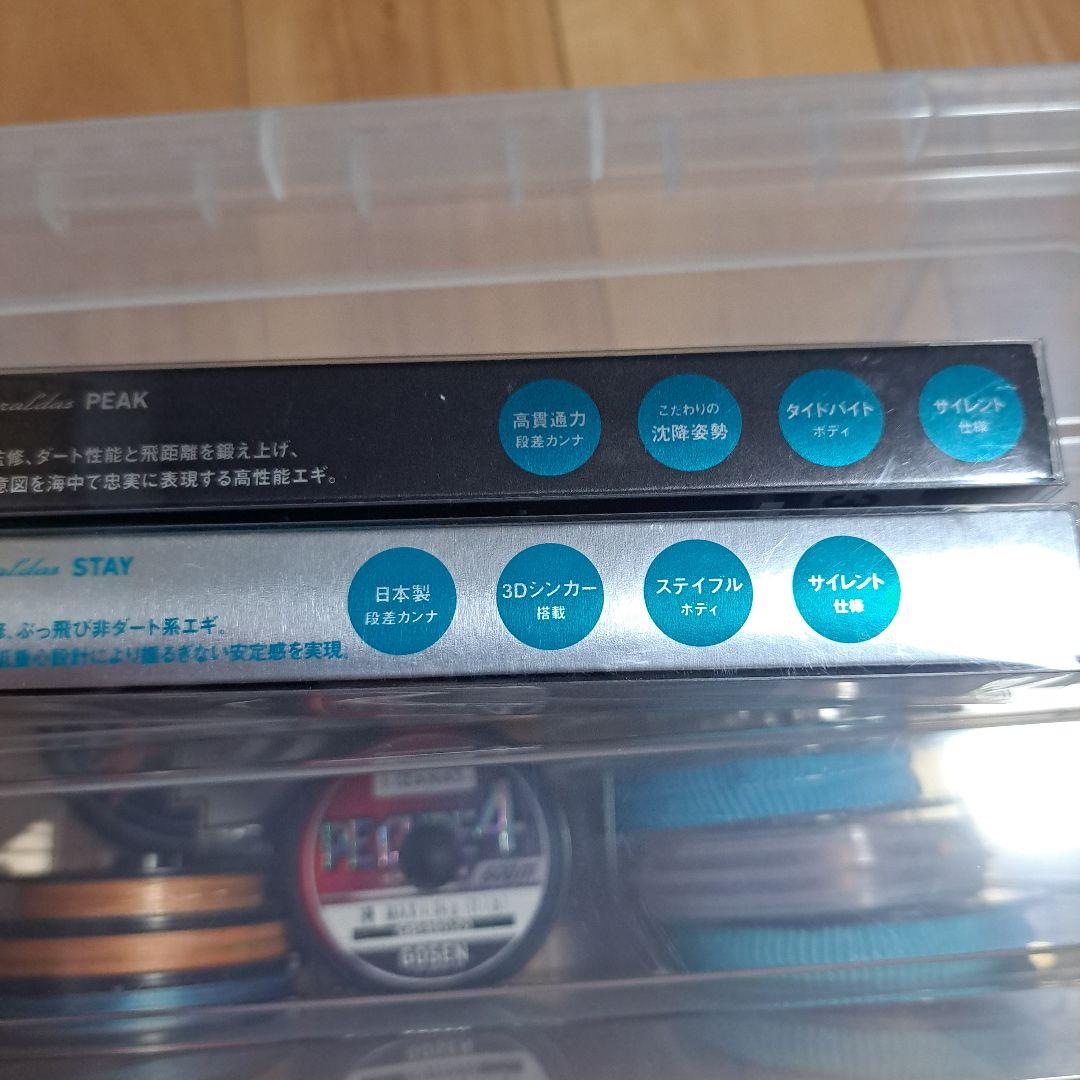 PEAK
高貫通力
段差カンナ
こだわりの
沈降姿勢
タイドバイト
ボディ
サイレント
仕様
修、ダート性能と飛距離を鍛え上げ、
意図を海中で忠実に表現する高性能エギ。
STAY
日本製
段差カンナ
3Dシンカー
搭載
ステイブル
ボディ
サイレント
仕様
ぶっ飛び非ダート系エギ。
重心設計により揺るぎない安定感を実現。
GOSEN